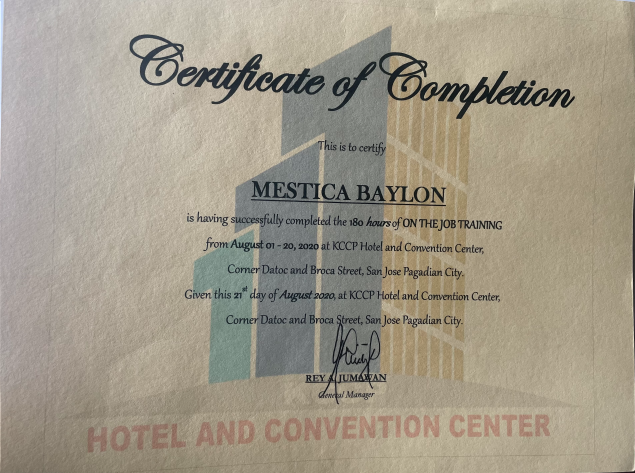 Certificate of Completion
This is to certify
MESTICA BAYLON
is having successfully completed the 180 hours of ON THE JOB TRAINING
from August 01 - 20, 2020 at KCCP Hotel and Convention Center,
Corner Datoc and Broca Street, San Jose Pagadian City.
Given this 21st day of August 2020, at KCCP Hotel and Convention Center,
Corner Datoc and Broca Street, San Jose Pagadian City.
REY A. JUMAWAN
General Manager
HOTEL AND CONVENTION CENTER